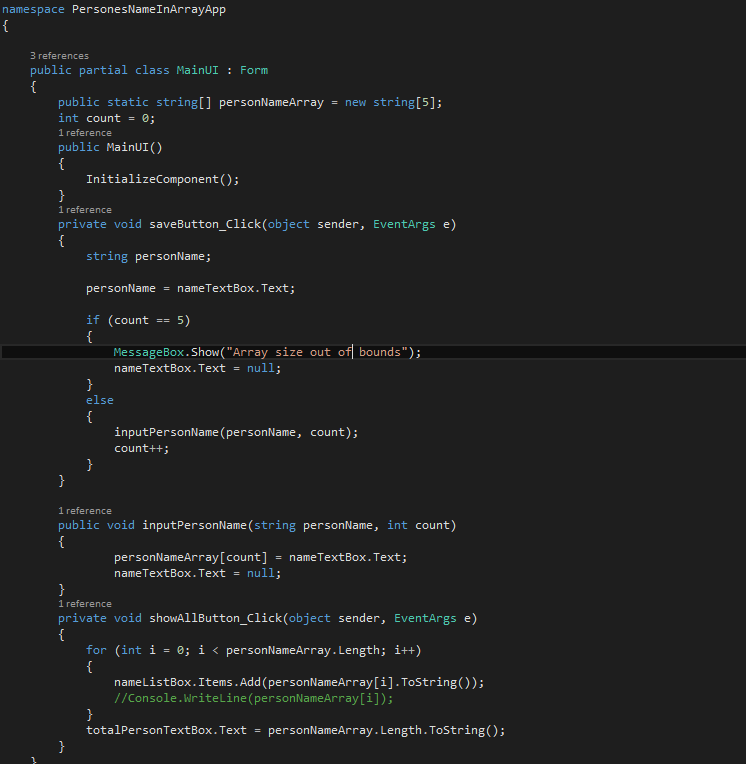 namespace PersonesNameInArrayApp
{
3 references
public partial class MainUI : Form
{
public static string[] personNameArray = new string[5];
int count = 0;
1 reference
public MainUI()
{
InitializeComponent();
}
1 reference
private void saveButton_Click(object sender, EventArgs e)
{
string personName;
personName = nameTextBox.Text;
if (count == 5)
{
MessageBox.Show("Array size out of bounds");
nameTextBox.Text = null;
}
else
{
inputPersonName(personName, count);
count++;
}
}
1 reference
public void inputPersonName(string personName, int count)
{
personNameArray[count] = nameTextBox.Text;
nameTextBox.Text = null;
}
1 reference
private void showAllButton_Click(object sender, EventArgs e)
{
for (int i = 0; i < personNameArray.Length; i++)
{
nameListBox.Items.Add(personNameArray[i].ToString());
//Console.WriteLine(personNameArray[i]);
}
totalPersonTextBox.Text = personNameArray.Length.ToString();
}
}